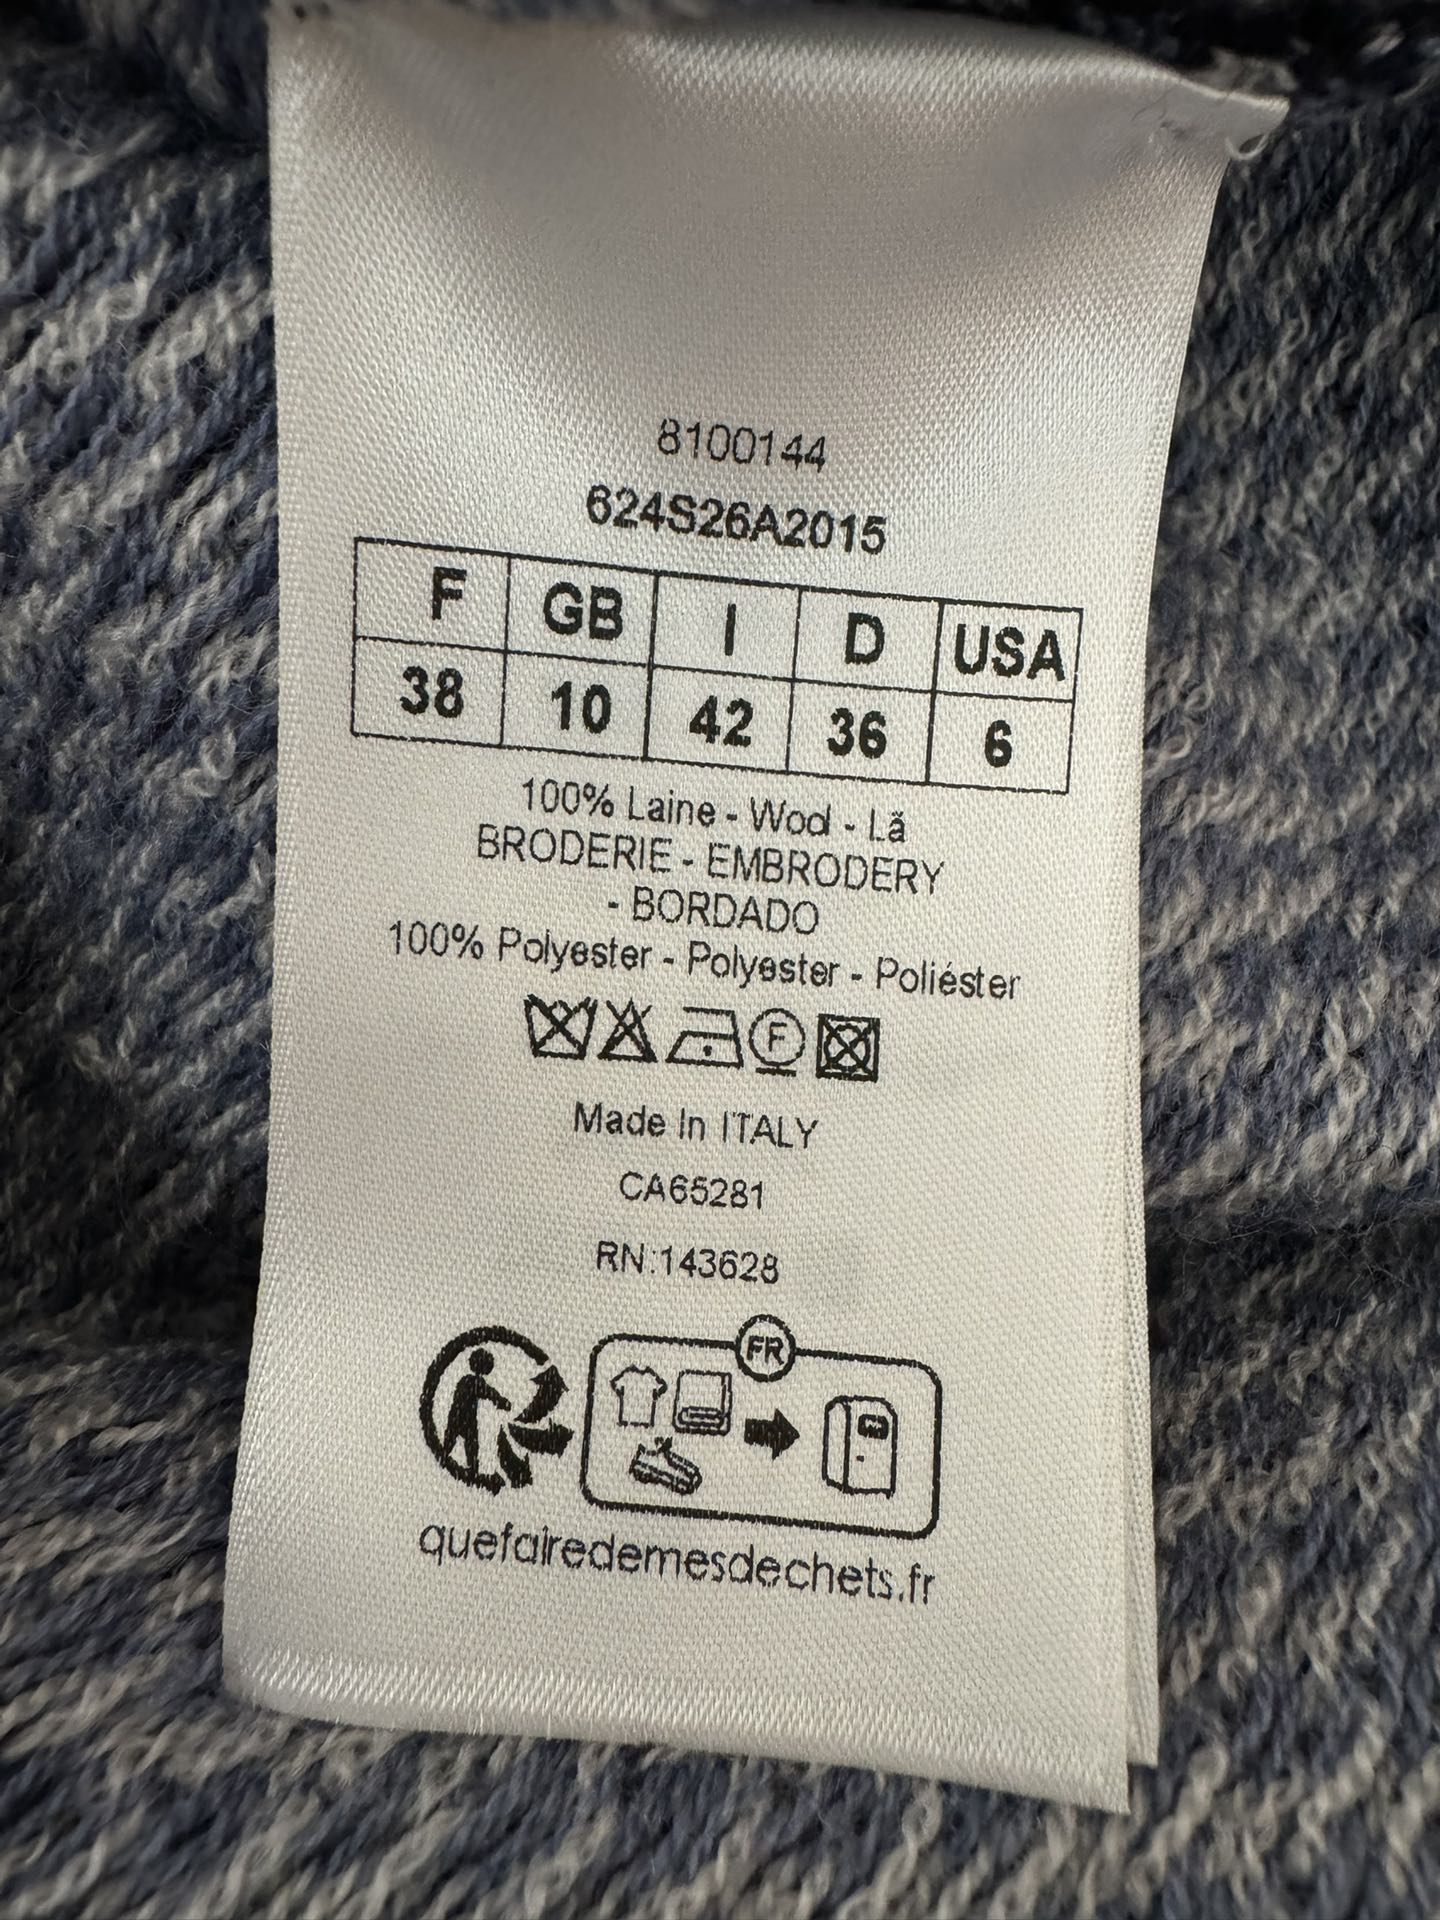 8100144
624S26A2015
F GB I D USA
38 10 42 36 6
100% Laine - Wool - Lã
BRODERIE - EMBRODERY
- BORDADO
100% Polyester - Polyester - Poliéster
F
Made In ITALY
CA65281
RN:143628
FR
quefairedemesdechets.fr